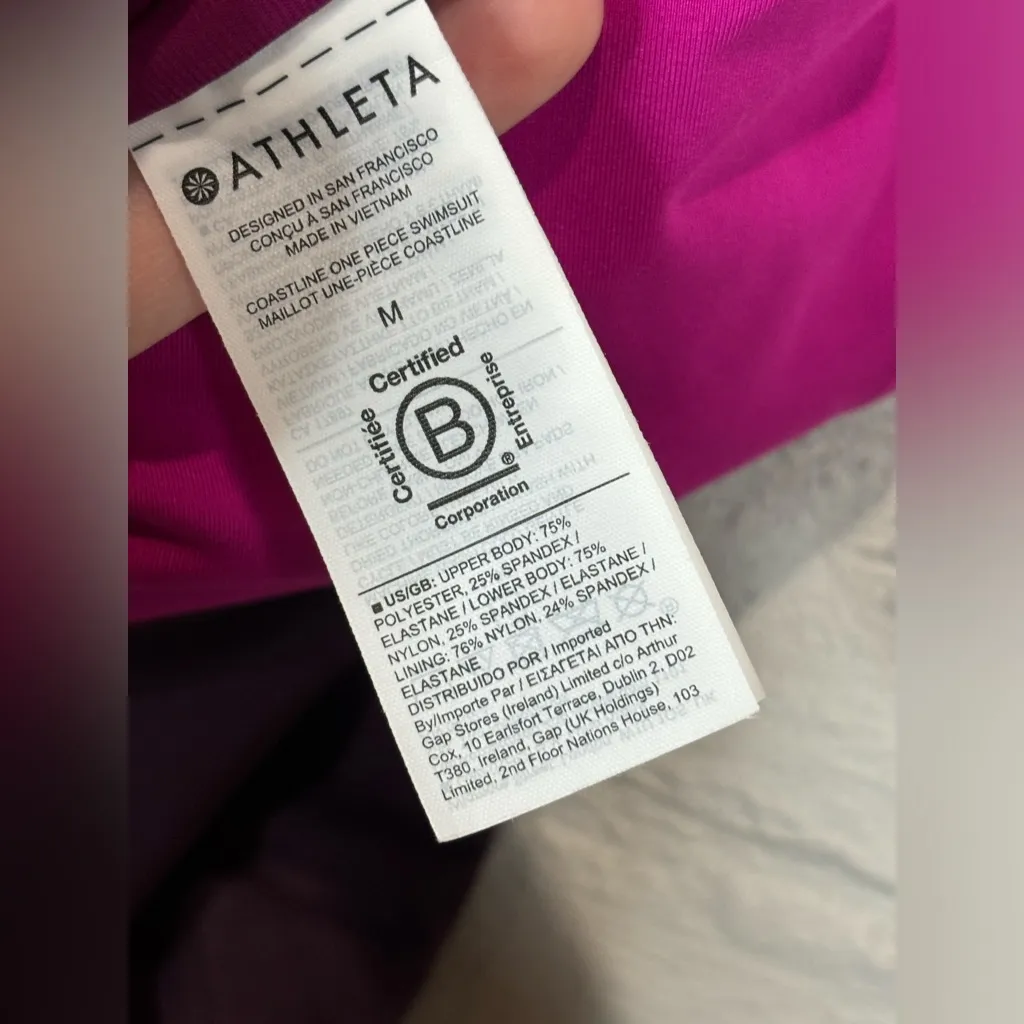 ATHLETA
DESIGNED IN SAN FRANCISCO
CONÇU À SAN FRANCISCO
MADE IN VIETNAM
COASTLINE ONE PIECE SWIMSUIT
MAILLOT UNE-PIÈCE COASTLINE
M
Certified
Certifiée
B
Entreprise
®
Corporation
■ US/GB: UPPER BODY: 75%
POLYESTER, 25% SPANDEX /
ELASTANE / LOWER BODY: 75%
NYLON, 25% SPANDEX / ELASTANE /
LINING: 76% NYLON, 24% SPANDEX /
ELASTANE
DISTRIBUIDO POR / Imported
By/Importe Par / ΕΙΣΑΓΕΤΑΙ ΑΠΟ ΤΗΝ:
Gap Stores (Ireland) Limited c/o Arthur
Cox, 10 Earlsfort Terrace, Dublin 2, D02
T380, Ireland, Gap (UK Holdings)
Limited, 2nd Floor Nations House, 103